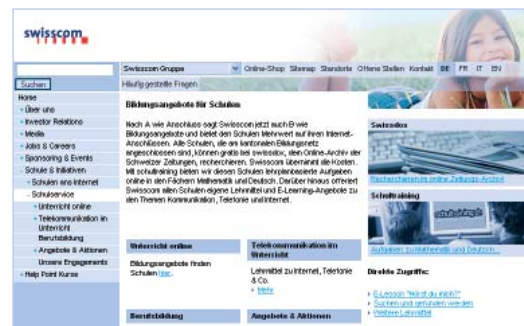 swisscom
Swisscom Gruppe
Online-Shop Sitemap Standorte Offene Stellen Kontakt DE FR IT EN
Suchen
Häufig gestellte Fragen
Home
Über uns
Investor Relations
Media
Jobs & Careers
Sponsoring & Events
Schule & Initiativen
Schulen ans Internet
Schulservice
Unterricht online
Telekommunikation im
Unterricht
Berufsbildung
Angebote & Aktionen
Unsere Engagements
Help Point Kurse
Bildungsangebote für Schulen
Nach A wie Anschluss sagt Swisscom jetzt auch B wie
Bildungsangebote und bietet den Schulen Mehrwert auf ihren Internet-
Anschlüssen. Alle Schulen, die am kantonalen Bildungsnetz
angeschlossen sind, können gratis bei swissdox, dem Online-Archiv der
Schweizer Zeitungen, recherchieren. Swisscom übernimmt die Kosten.
Mit schultraining bieten wir diesen Schulen lehrplanbasierte Aufgaben
online in den Fächern Mathematik und Deutsch. Darüber hinaus offeriert
Swisscom allen Schulen eigene Lehrmittel und E-Learning-Angebote zu
den Themen Kommunikation, Telefonie und Internet.
Unterricht online
Bildungsangebote finden
Schulen hier.
Telekommunikation im
Unterricht
Lehrmittel zu Internet, Telefonie
& Co.
Mehr
Berufsbildung
Angebote & Aktionen
Swissdox
Recherchieren im online Zeitungs-Archiv
Schultraining
schultraining.ch
Aufgaben zu Mathematik und Deutsch...
Direkte Zugriffe:
E-Lesson "Hörst du mich?"
Suchen und gefunden werden
Weitere Lehrmittel